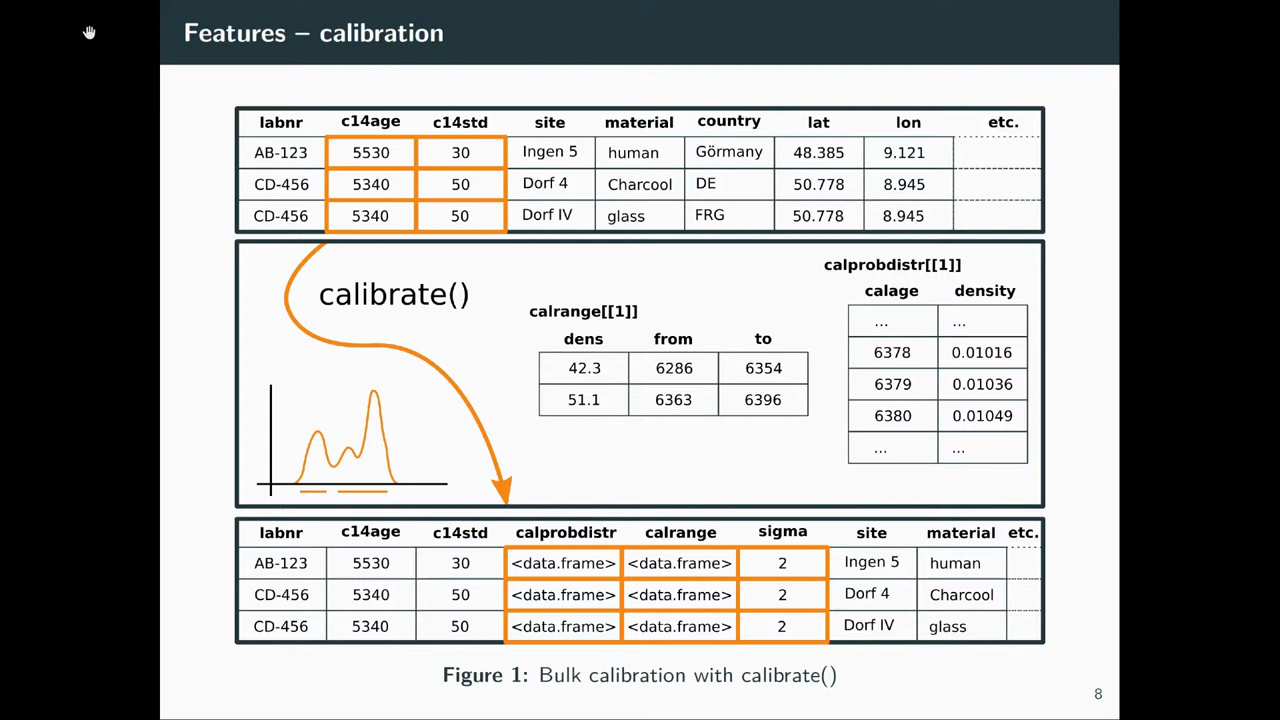 Features – calibration
labnr c14age c14std site material country lat lon etc.
AB-123 5530 30 Ingen 5 human Görmany 48.385 9.121
CD-456 5340 50 Dorf 4 Charcool DE 50.778 8.945
CD-456 5340 50 Dorf IV glass FRG 50.778 8.945
calibrate()
calrange[[1]]
dens from to
42.3 6286 6354
51.1 6363 6396
calprobdistr[[1]]
calage density
... ...
6378 0.01016
6379 0.01036
6380 0.01049
... ...
labnr c14age c14std calprobdistr calrange sigma site material etc.
AB-123 5530 30 <data.frame> <data.frame> 2 Ingen 5 human
CD-456 5340 50 <data.frame> <data.frame> 2 Dorf 4 Charcool
CD-456 5340 50 <data.frame> <data.frame> 2 Dorf IV glass
Figure 1: Bulk calibration with calibrate()
8